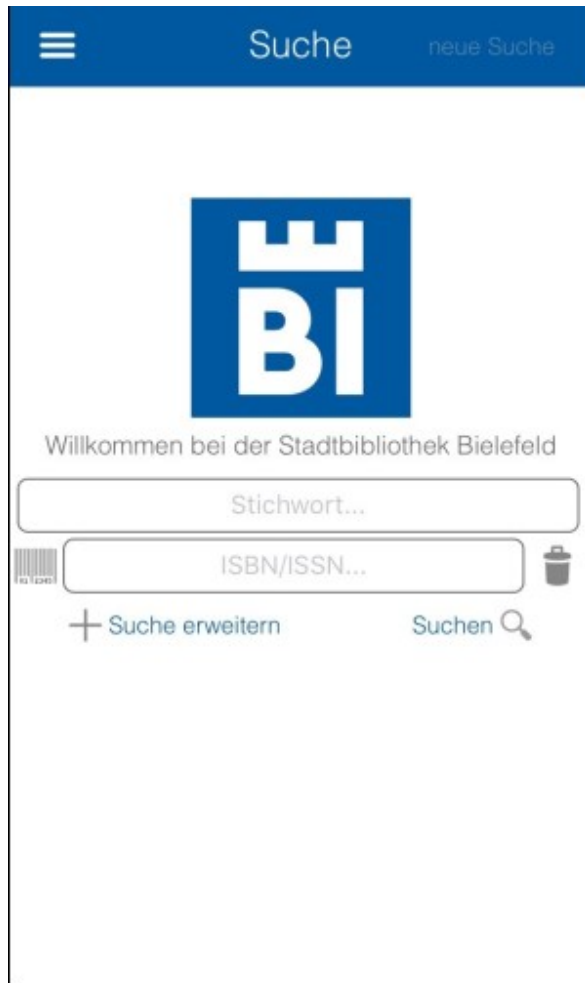 Suche
neue Suche
BI
Willkommen bei der Stadtbibliothek Bielefeld
Stichwort...
ISBN/ISSN...
Suche erweitern
Suchen